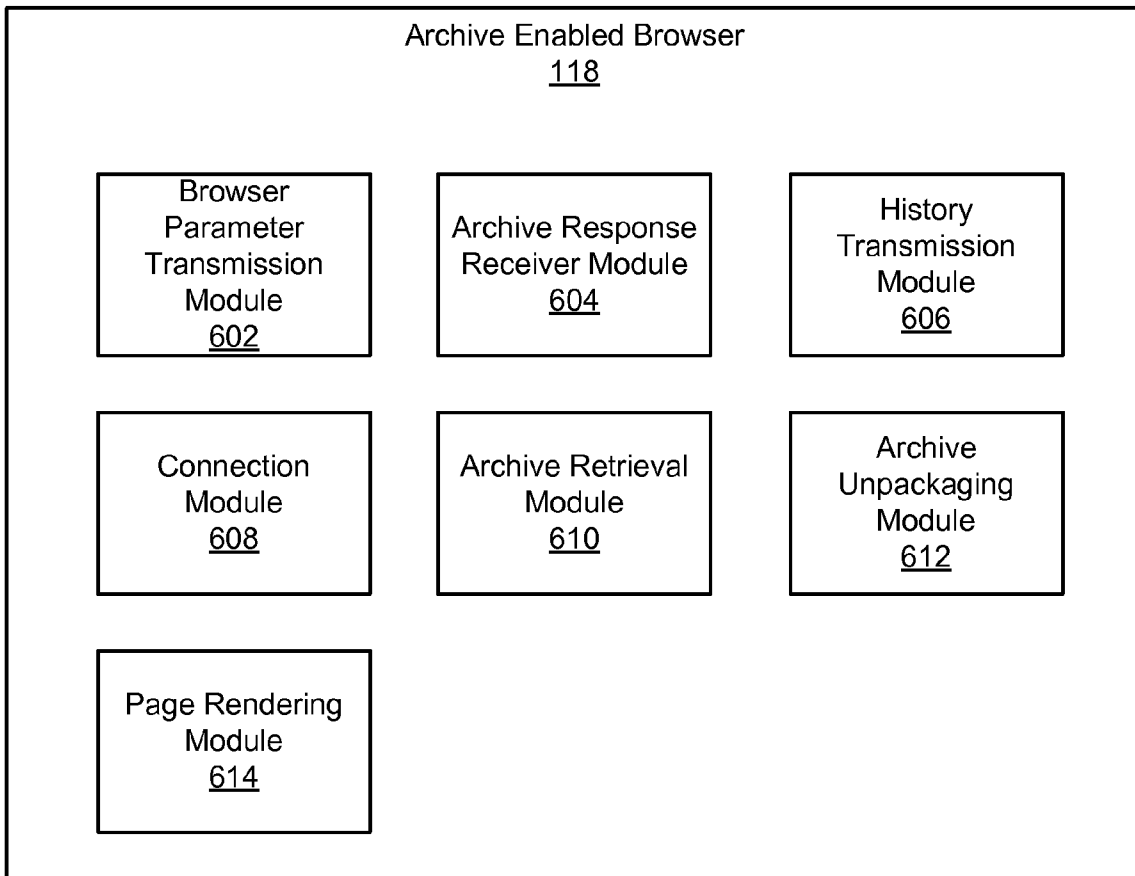 Archive Enabled Browser
118
Browser
Parameter
Transmission
Module
602
Archive Response
Receiver Module
604
History
Transmission
Module
606
Connection
Module
608
Archive Retrieval
Module
610
Archive
Unpackaging
Module
612
Page Rendering
Module
614